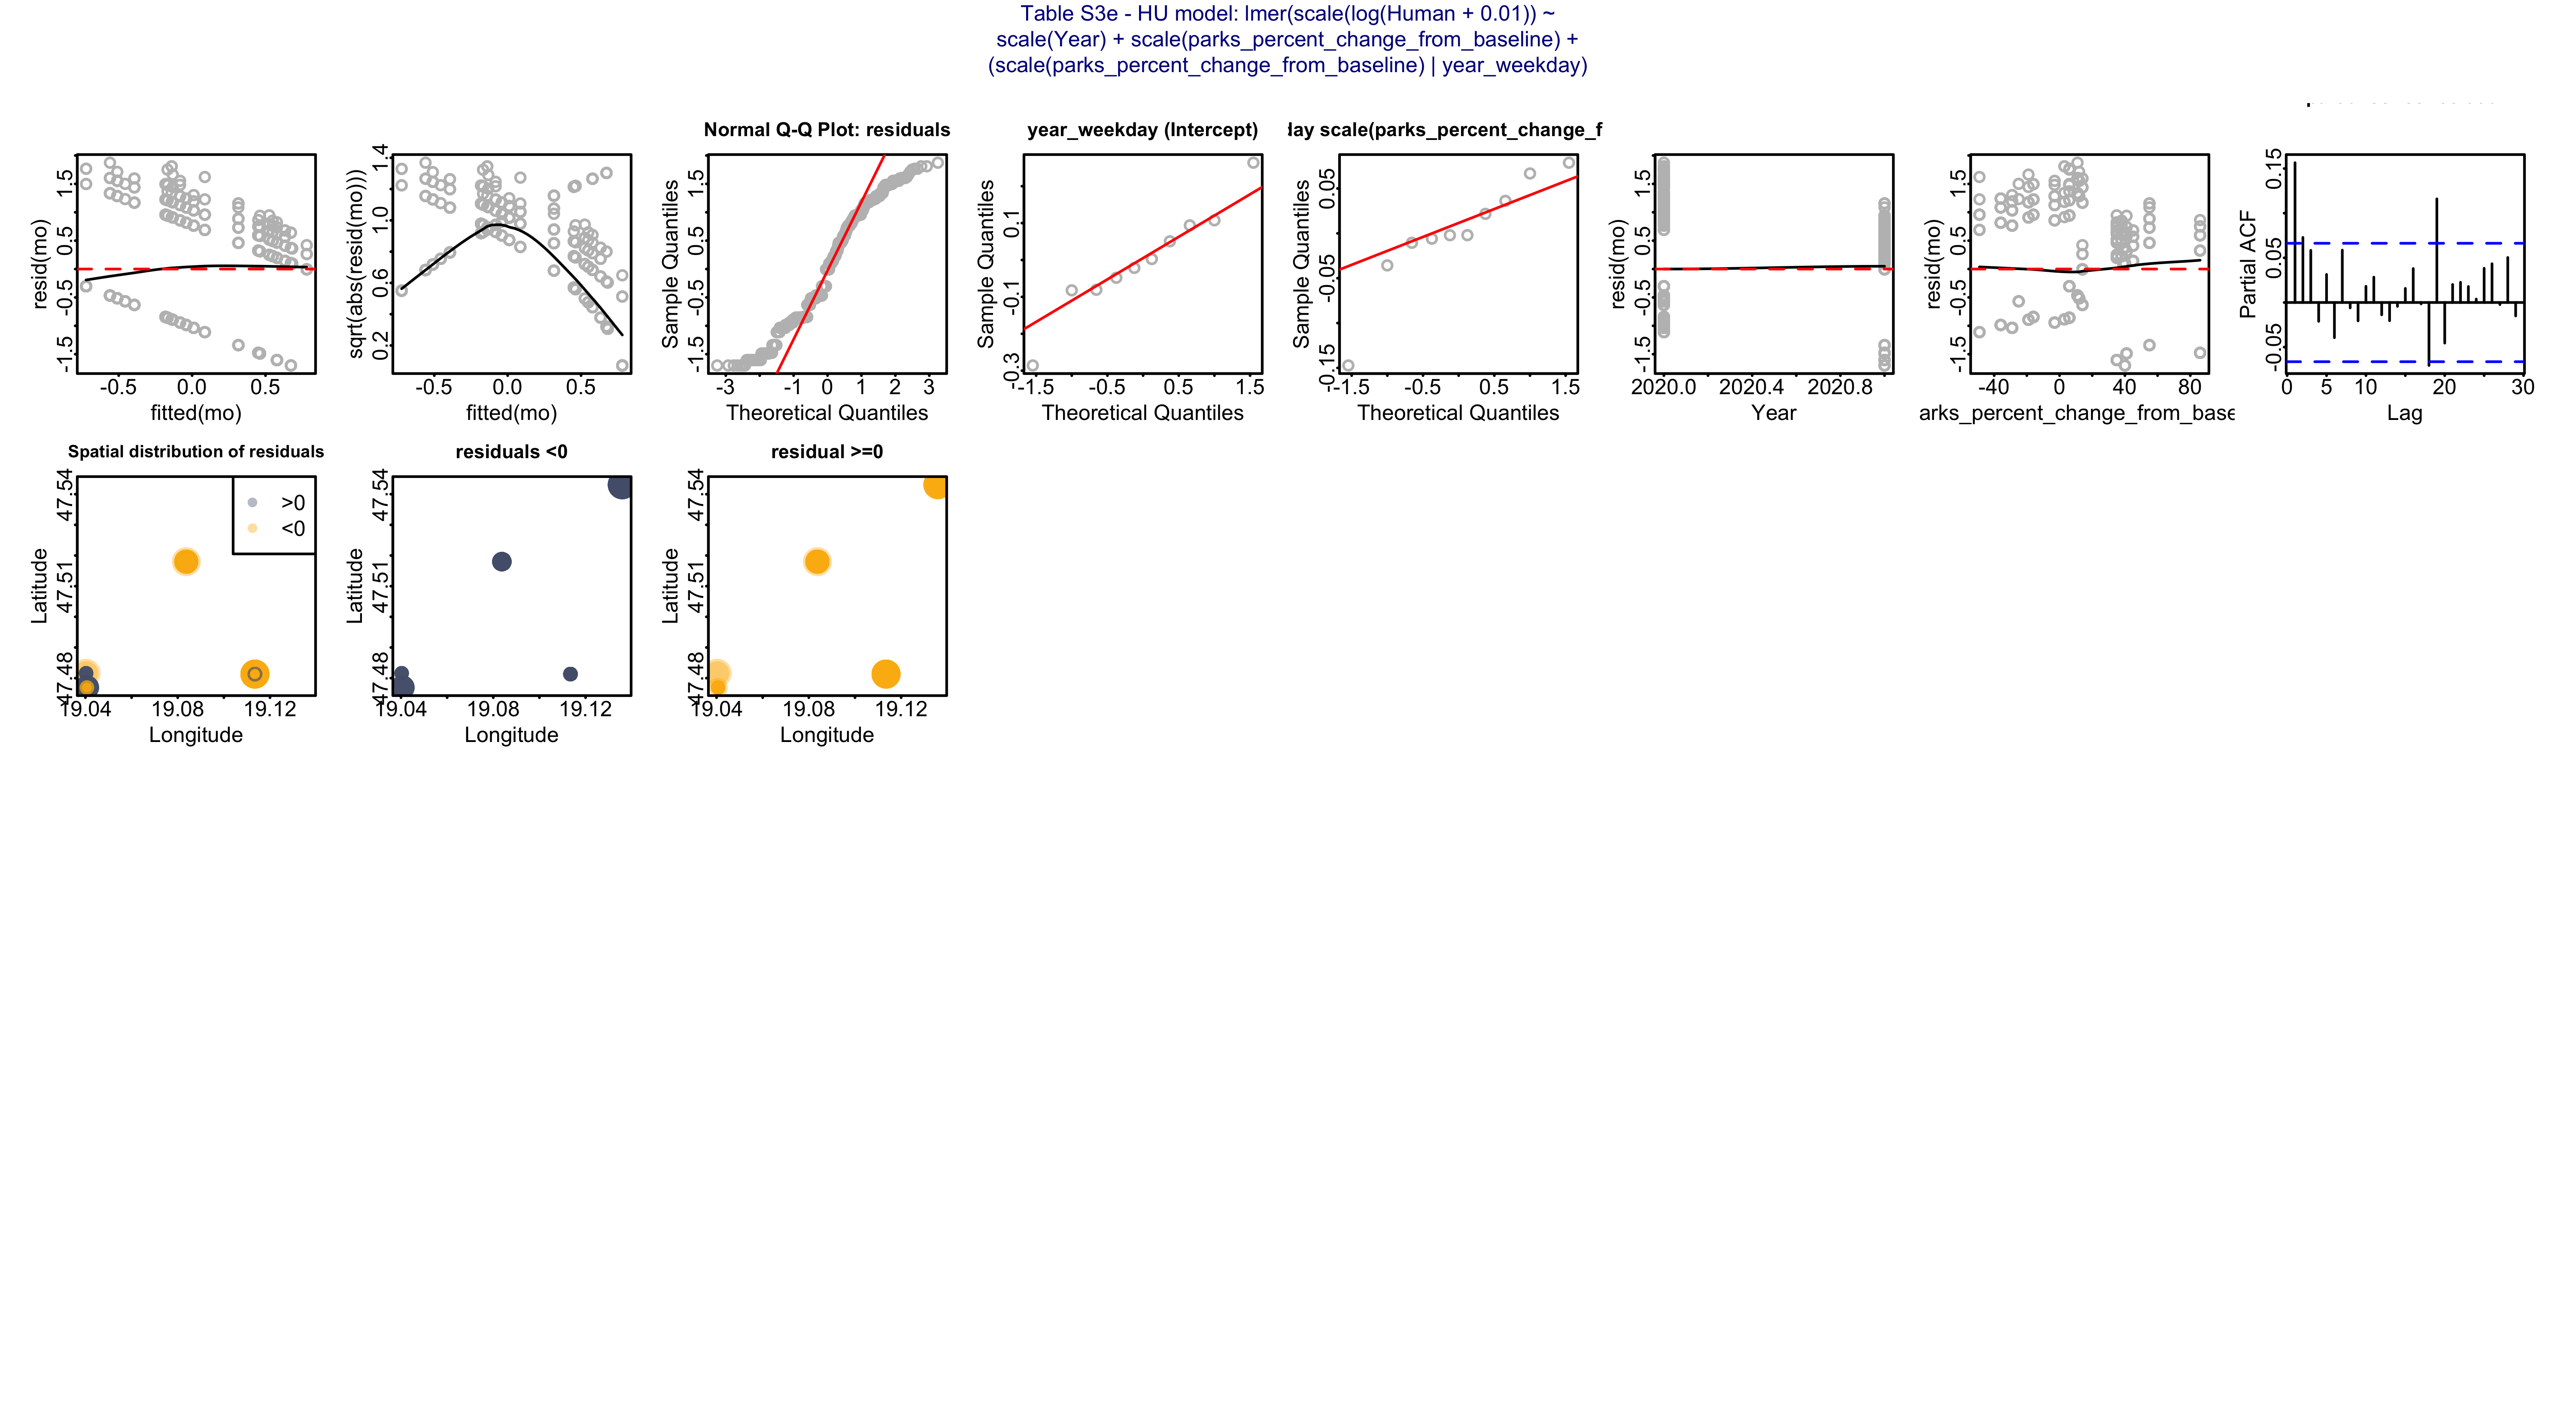 Table S3e - HU model: lmer(scale(log(Human + 0.01)) ~
scale(Year) + scale(parks_percent_change_from_baseline) +
(scale(parks_percent_change_from_baseline) | year_weekday)
resid(mo)
-1.5 -0.5 0.5 1.5
-0.5 0.0 0.5
fitted(mo)
sqrt(abs(resid(mo)))
0.2 0.6 1.0 1.4
-0.5 0.0 0.5
fitted(mo)
Normal Q-Q Plot: residuals
Sample Quantiles
-1.5 -0.5 0.5 1.5
-3 -1 0 1 2 3
Theoretical Quantiles
year_weekday (Intercept)
Sample Quantiles
-0.3 -0.1 0.1
-1.5 -0.5 0.5 1.5
Theoretical Quantiles
day scale(parks_percent_change_f
Sample Quantiles
-0.15 -0.05 0.05
-1.5 -0.5 0.5 1.5
Theoretical Quantiles
resid(mo)
-1.5 -0.5 0.5 1.5
2020.0 2020.4 2020.8
Year
resid(mo)
-1.5 -0.5 0.5 1.5
-40 0 40 80
arks_percent_change_from_base
Partial ACF
-0.05 0.05 0.15
0 5 10 20 30
Lag
Spatial distribution of residuals
>0
<0
Latitude
47.48 47.51 47.54
19.04 19.08 19.12
Longitude
residuals <0
Latitude
47.48 47.51 47.54
19.04 19.08 19.12
Longitude
residual >=0
Latitude
47.48 47.51 47.54
19.04 19.08 19.12
Longitude